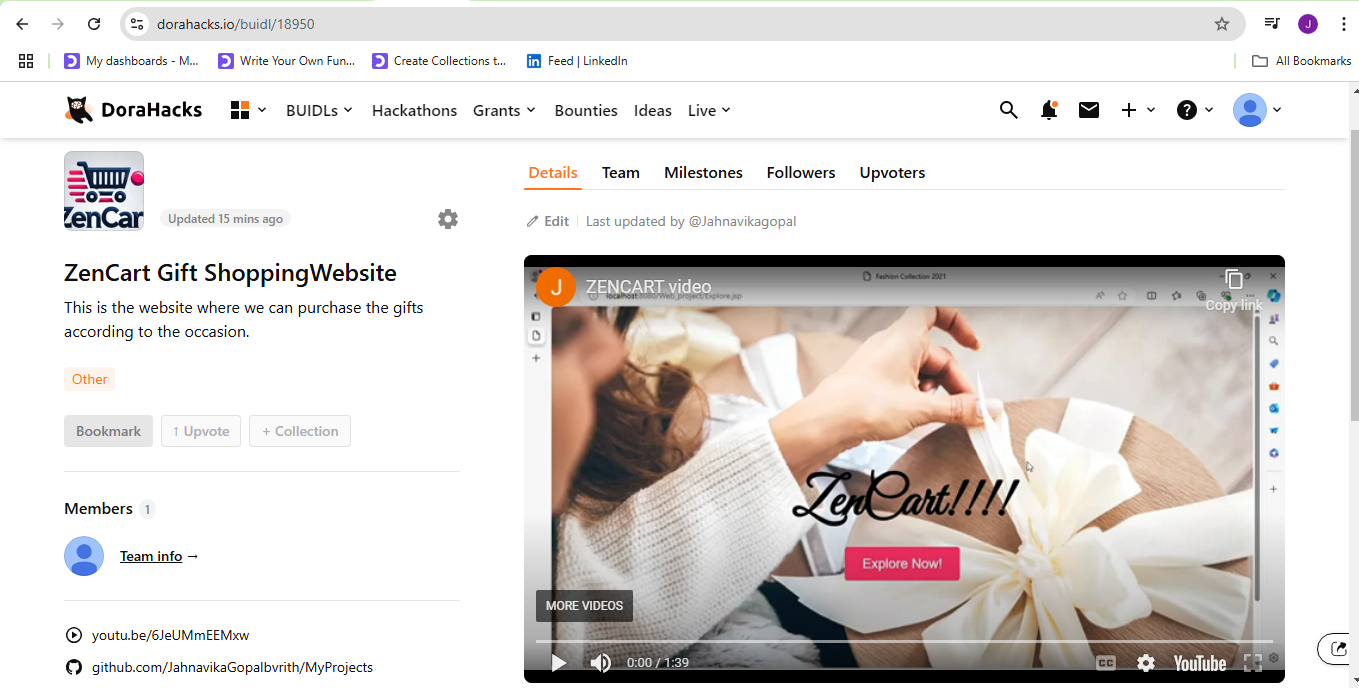 dorahacks.io/buidl/18950
J
My dashboards - M...
Write Your Own Fun...
Create Collections t...
Feed | LinkedIn
All Bookmarks
DoraHacks
BUIDLs
Hackathons
Grants
Bounties
Ideas
Live
ZenCar
Updated 15 mins ago
ZenCart Gift ShoppingWebsite
This is the website where we can purchase the gifts
according to the occasion.
Other
Bookmark
↑ Upvote
+ Collection
Members 1
Team info →
youtu.be/6JeUMmEEMxw
github.com/JahnavikaGopalbvrith/MyProjects
Details
Team
Milestones
Followers
Upvoters
Edit
Last updated by @Jahnavikagopal
Fashion Collection 2021
J
ZENCART video
localhost:8080/Web_project/Explore.jsp
Copy link
ZenCart!!!!
Explore Now!
MORE VIDEOS
0:00 / 1:39
CC
YouTube